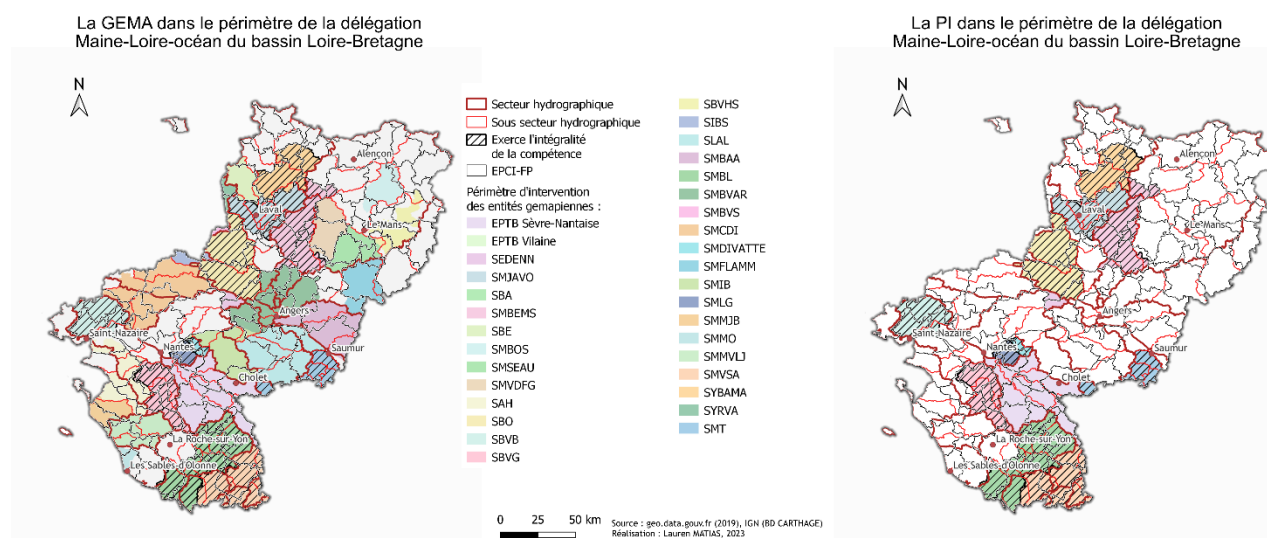 La GEMA dans le périmètre de la délégation
Maine-Loire-océan du bassin Loire-Bretagne
N
Alençon
Laval
Le Mans
Angers
Saint-Nazaire
Nantes
Saumur
Cholet
La Roche-sur-Yon
Les Sables-d'Olonne
Secteur hydrographique
Sous secteur hydrographique
Exerce l'intégralité
de la compétence
EPCI-FP
Périmètre d'intervention
des entités gemapiennes :
EPTB Sèvre-Nantaise
EPTB Vilaine
SEDENN
SMJAVO
SBA
SMBEMS
SBE
SMBOS
SMSEAU
SMVDFG
SAH
SBO
SBVB
SBVG
SBVHS
SIBS
SLAL
SMBAA
SMBL
SMBVAR
SMBVS
SMCDI
SMDIVATTE
SMFLAMM
SMIB
SMLG
SMMJB
SMMO
SMMVLJ
SMVSA
SYBAMA
SYRVA
SMT
0 25 50 km
Source : geo.data.gouv.fr (2019), IGN (BD CARTHAGE)
Réalisation : Lauren MATIAS, 2023
La PI dans le périmètre de la délégation
Maine-Loire-océan du bassin Loire-Bretagne
N
Alençon
Laval
Le Mans
Angers
Saint-Nazaire
Nantes
Saumur
Cholet
La Roche-sur-Yon
Les Sables-d'Olonne